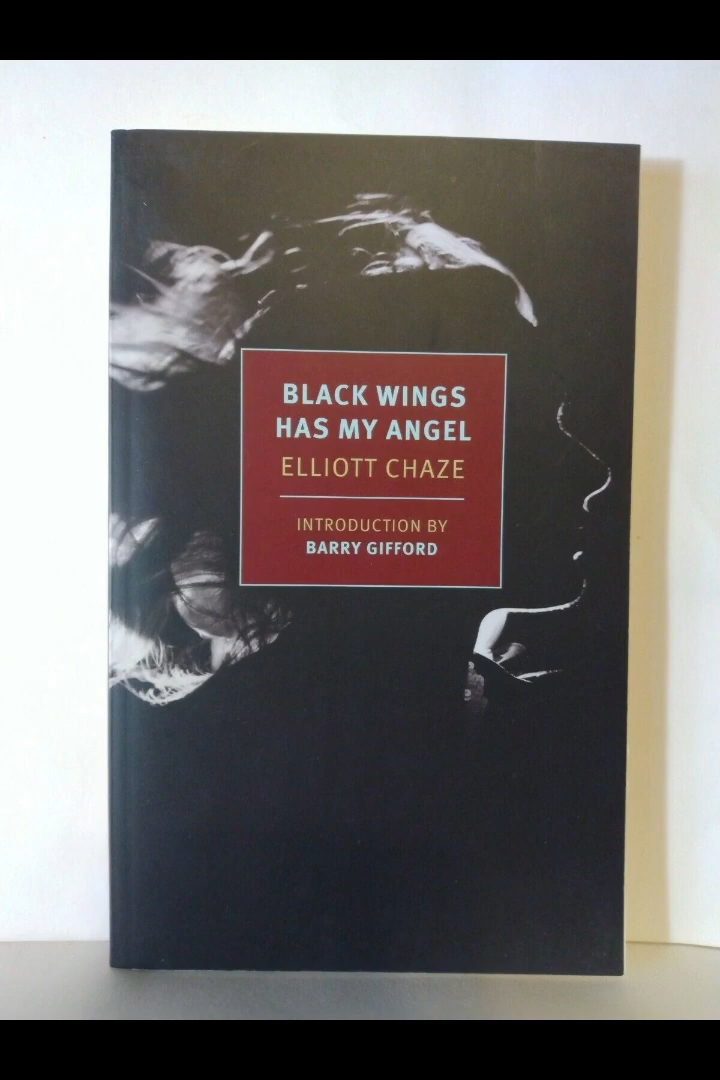 BLACK WINGS
HAS MY ANGEL
ELLIOTT CHAZE
INTRODUCTION BY
BARRY GIFFORD